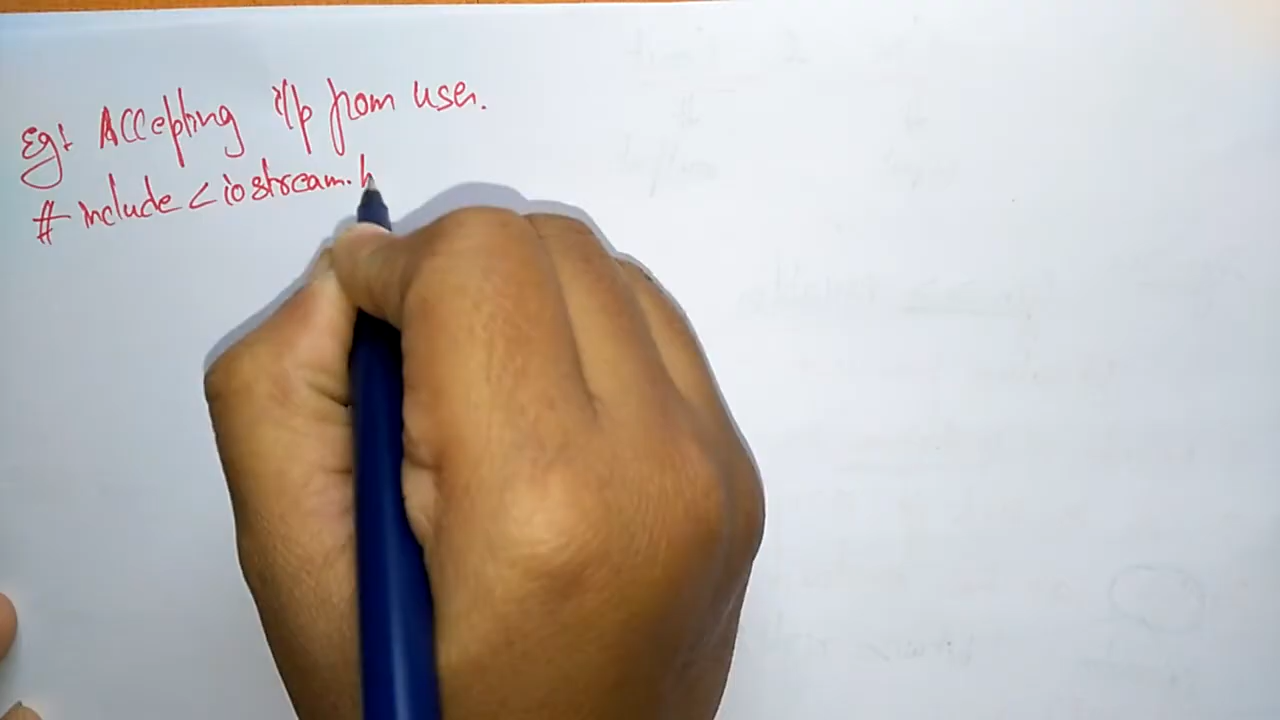 Eg: Accepting i/p from user.
# include < iostream.h